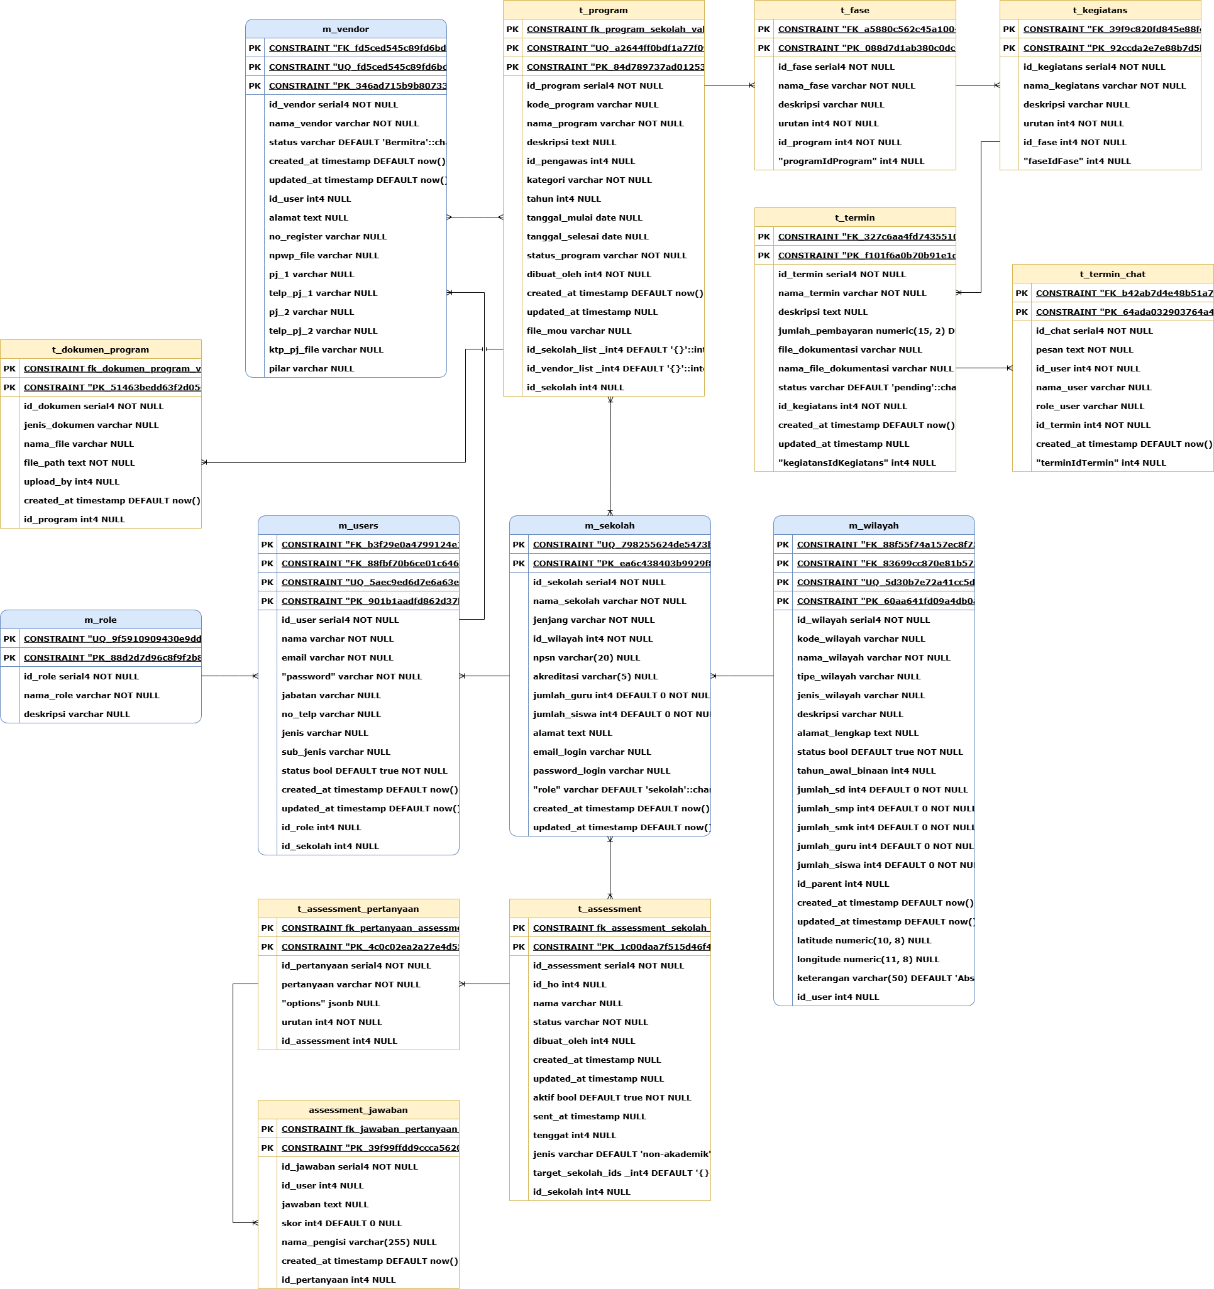 m_vendor
PK CONSTRAINT "FK_fd5ced545c89fd6bd
PK CONSTRAINT "UQ_fd5ced545c89fd6bd
PK CONSTRAINT "PK_346ad715b9b80733
id_vendor serial4 NOT NULL
nama_vendor varchar NOT NULL
status varchar DEFAULT 'Bermitra'::cha
created_at timestamp DEFAULT now()
updated_at timestamp DEFAULT now()
id_user int4 NULL
alamat text NULL
no_register varchar NULL
npwp_file varchar NULL
pj_1 varchar NULL
telp_pj_1 varchar NULL
pj_2 varchar NULL
telp_pj_2 varchar NULL
ktp_pj_file varchar NULL
pilar varchar NULL
t_program
PK CONSTRAINT fk_program_sekolah_val
PK CONSTRAINT "UQ_a2644ff0bdf1a77f0
PK CONSTRAINT "PK_84d789737ad01253
id_program serial4 NOT NULL
kode_program varchar NULL
nama_program varchar NOT NULL
deskripsi text NULL
id_pengawas int4 NULL
kategori varchar NOT NULL
tahun int4 NULL
tanggal_mulai date NULL
tanggal_selesai date NULL
status_program varchar NOT NULL
dibuat_oleh int4 NOT NULL
created_at timestamp DEFAULT now()
updated_at timestamp NULL
file_mou varchar NULL
id_sekolah_list _int4 DEFAULT '{}'::int
id_vendor_list _int4 DEFAULT '{}'::inte
id_sekolah int4 NULL
t_fase
PK CONSTRAINT "FK_a5880c562c45a100
PK CONSTRAINT "PK_088d7d1ab380c0dc
id_fase serial4 NOT NULL
nama_fase varchar NOT NULL
deskripsi varchar NULL
urutan int4 NOT NULL
id_program int4 NOT NULL
"programIdProgram" int4 NULL
t_kegiatans
PK CONSTRAINT "FK_39f9c820fd845e88f
PK CONSTRAINT "PK_92ccda2e7e88b7d5
id_kegiatans serial4 NOT NULL
nama_kegiatans varchar NOT NULL
deskripsi varchar NULL
urutan int4 NOT NULL
id_fase int4 NOT NULL
"faseIdFase" int4 NULL
t_termin
PK CONSTRAINT "FK_327c6aa4fd7435510
PK CONSTRAINT "PK_f101f6a0b70b91e1c
id_termin serial4 NOT NULL
nama_termin varchar NOT NULL
deskripsi text NULL
jumlah_pembayaran numeric(15, 2) D
file_dokumentasi varchar NULL
nama_file_dokumentasi varchar NULL
status varchar DEFAULT 'pending'::cha
id_kegiatans int4 NOT NULL
created_at timestamp DEFAULT now()
updated_at timestamp NULL
"kegiatansIdKegiatans" int4 NULL
t_termin_chat
PK CONSTRAINT "FK_b42ab7d4e48b51a7
PK CONSTRAINT "PK_64ada032903764a4
id_chat serial4 NOT NULL
pesan text NOT NULL
id_user int4 NOT NULL
nama_user varchar NULL
role_user varchar NULL
id_termin int4 NOT NULL
created_at timestamp DEFAULT now()
"terminIdTermin" int4 NULL
t_dokumen_program
PK CONSTRAINT fk_dokumen_program_v
PK CONSTRAINT "PK_51463bedd63f2d05
id_dokumen serial4 NOT NULL
jenis_dokumen varchar NULL
nama_file varchar NULL
file_path text NOT NULL
upload_by int4 NULL
created_at timestamp DEFAULT now()
id_program int4 NULL
m_users
PK CONSTRAINT "FK_b3f29e0a4799124e
PK CONSTRAINT "FK_88fbf70b6ce01c646
PK CONSTRAINT "UQ_5aec9ed6d7e6a63e
PK CONSTRAINT "PK_901b1aadfd862d37
id_user serial4 NOT NULL
nama varchar NOT NULL
email varchar NOT NULL
"password" varchar NOT NULL
jabatan varchar NULL
no_telp varchar NULL
jenis varchar NULL
sub_jenis varchar NULL
status bool DEFAULT true NOT NULL
created_at timestamp DEFAULT now()
updated_at timestamp DEFAULT now()
id_role int4 NULL
id_sekolah int4 NULL
m_sekolah
PK CONSTRAINT "UQ_798255624de5473
PK CONSTRAINT "PK_ea6c438403b9929f
id_sekolah serial4 NOT NULL
nama_sekolah varchar NOT NULL
jenjang varchar NOT NULL
id_wilayah int4 NOT NULL
npsn varchar(20) NULL
akreditasi varchar(5) NULL
jumlah_guru int4 DEFAULT 0 NOT NUL
jumlah_siswa int4 DEFAULT 0 NOT NU
alamat text NULL
email_login varchar NULL
password_login varchar NULL
"role" varchar DEFAULT 'sekolah'::cha
created_at timestamp DEFAULT now()
updated_at timestamp DEFAULT now()
m_wilayah
PK CONSTRAINT "FK_88f55f74a157ec8f7
PK CONSTRAINT "FK_83699cc870e81b57
PK CONSTRAINT "UQ_5d30b7e72a41cc5d
PK CONSTRAINT "PK_60aa641fd09a4db0
id_wilayah serial4 NOT NULL
kode_wilayah varchar NULL
nama_wilayah varchar NOT NULL
tipe_wilayah varchar NULL
jenis_wilayah varchar NULL
deskripsi varchar NULL
alamat_lengkap text NULL
status bool DEFAULT true NOT NULL
tahun_awal_binaan int4 NULL
jumlah_sd int4 DEFAULT 0 NOT NULL
jumlah_smp int4 DEFAULT 0 NOT NULL
jumlah_smk int4 DEFAULT 0 NOT NULL
jumlah_guru int4 DEFAULT 0 NOT NUL
jumlah_siswa int4 DEFAULT 0 NOT NU
id_parent int4 NULL
created_at timestamp DEFAULT now()
updated_at timestamp DEFAULT now()
latitude numeric(10, 8) NULL
longitude numeric(11, 8) NULL
keterangan varchar(50) DEFAULT 'Abs
id_user int4 NULL
m_role
PK CONSTRAINT "UQ_9f5910909430e9dd
PK CONSTRAINT "PK_88d2d7d96c8f9f2b8
id_role serial4 NOT NULL
nama_role varchar NOT NULL
deskripsi varchar NULL
t_assessment_pertanyaan
PK CONSTRAINT fk_pertanyaan_assessme
PK CONSTRAINT "PK_4c0c02ea2a27e4d5
id_pertanyaan serial4 NOT NULL
pertanyaan varchar NOT NULL
"options" jsonb NULL
urutan int4 NOT NULL
id_assessment int4 NULL
t_assessment
PK CONSTRAINT fk_assessment_sekolah_
PK CONSTRAINT "PK_1c00daa7f515d46f4
id_assessment serial4 NOT NULL
id_ho int4 NULL
nama varchar NULL
status varchar NOT NULL
dibuat_oleh int4 NULL
created_at timestamp NULL
updated_at timestamp NULL
aktif bool DEFAULT true NOT NULL
sent_at timestamp NULL
tenggat int4 NULL
jenis varchar DEFAULT 'non-akademik'
target_sekolah_ids _int4 DEFAULT '{}
id_sekolah int4 NULL
assessment_jawaban
PK CONSTRAINT fk_jawaban_pertanyaan
PK CONSTRAINT "PK_39f99ffdd9ccca562
id_jawaban serial4 NOT NULL
id_user int4 NULL
jawaban text NULL
skor int4 DEFAULT 0 NULL
nama_pengisi varchar(255) NULL
created_at timestamp DEFAULT now()
id_pertanyaan int4 NULL